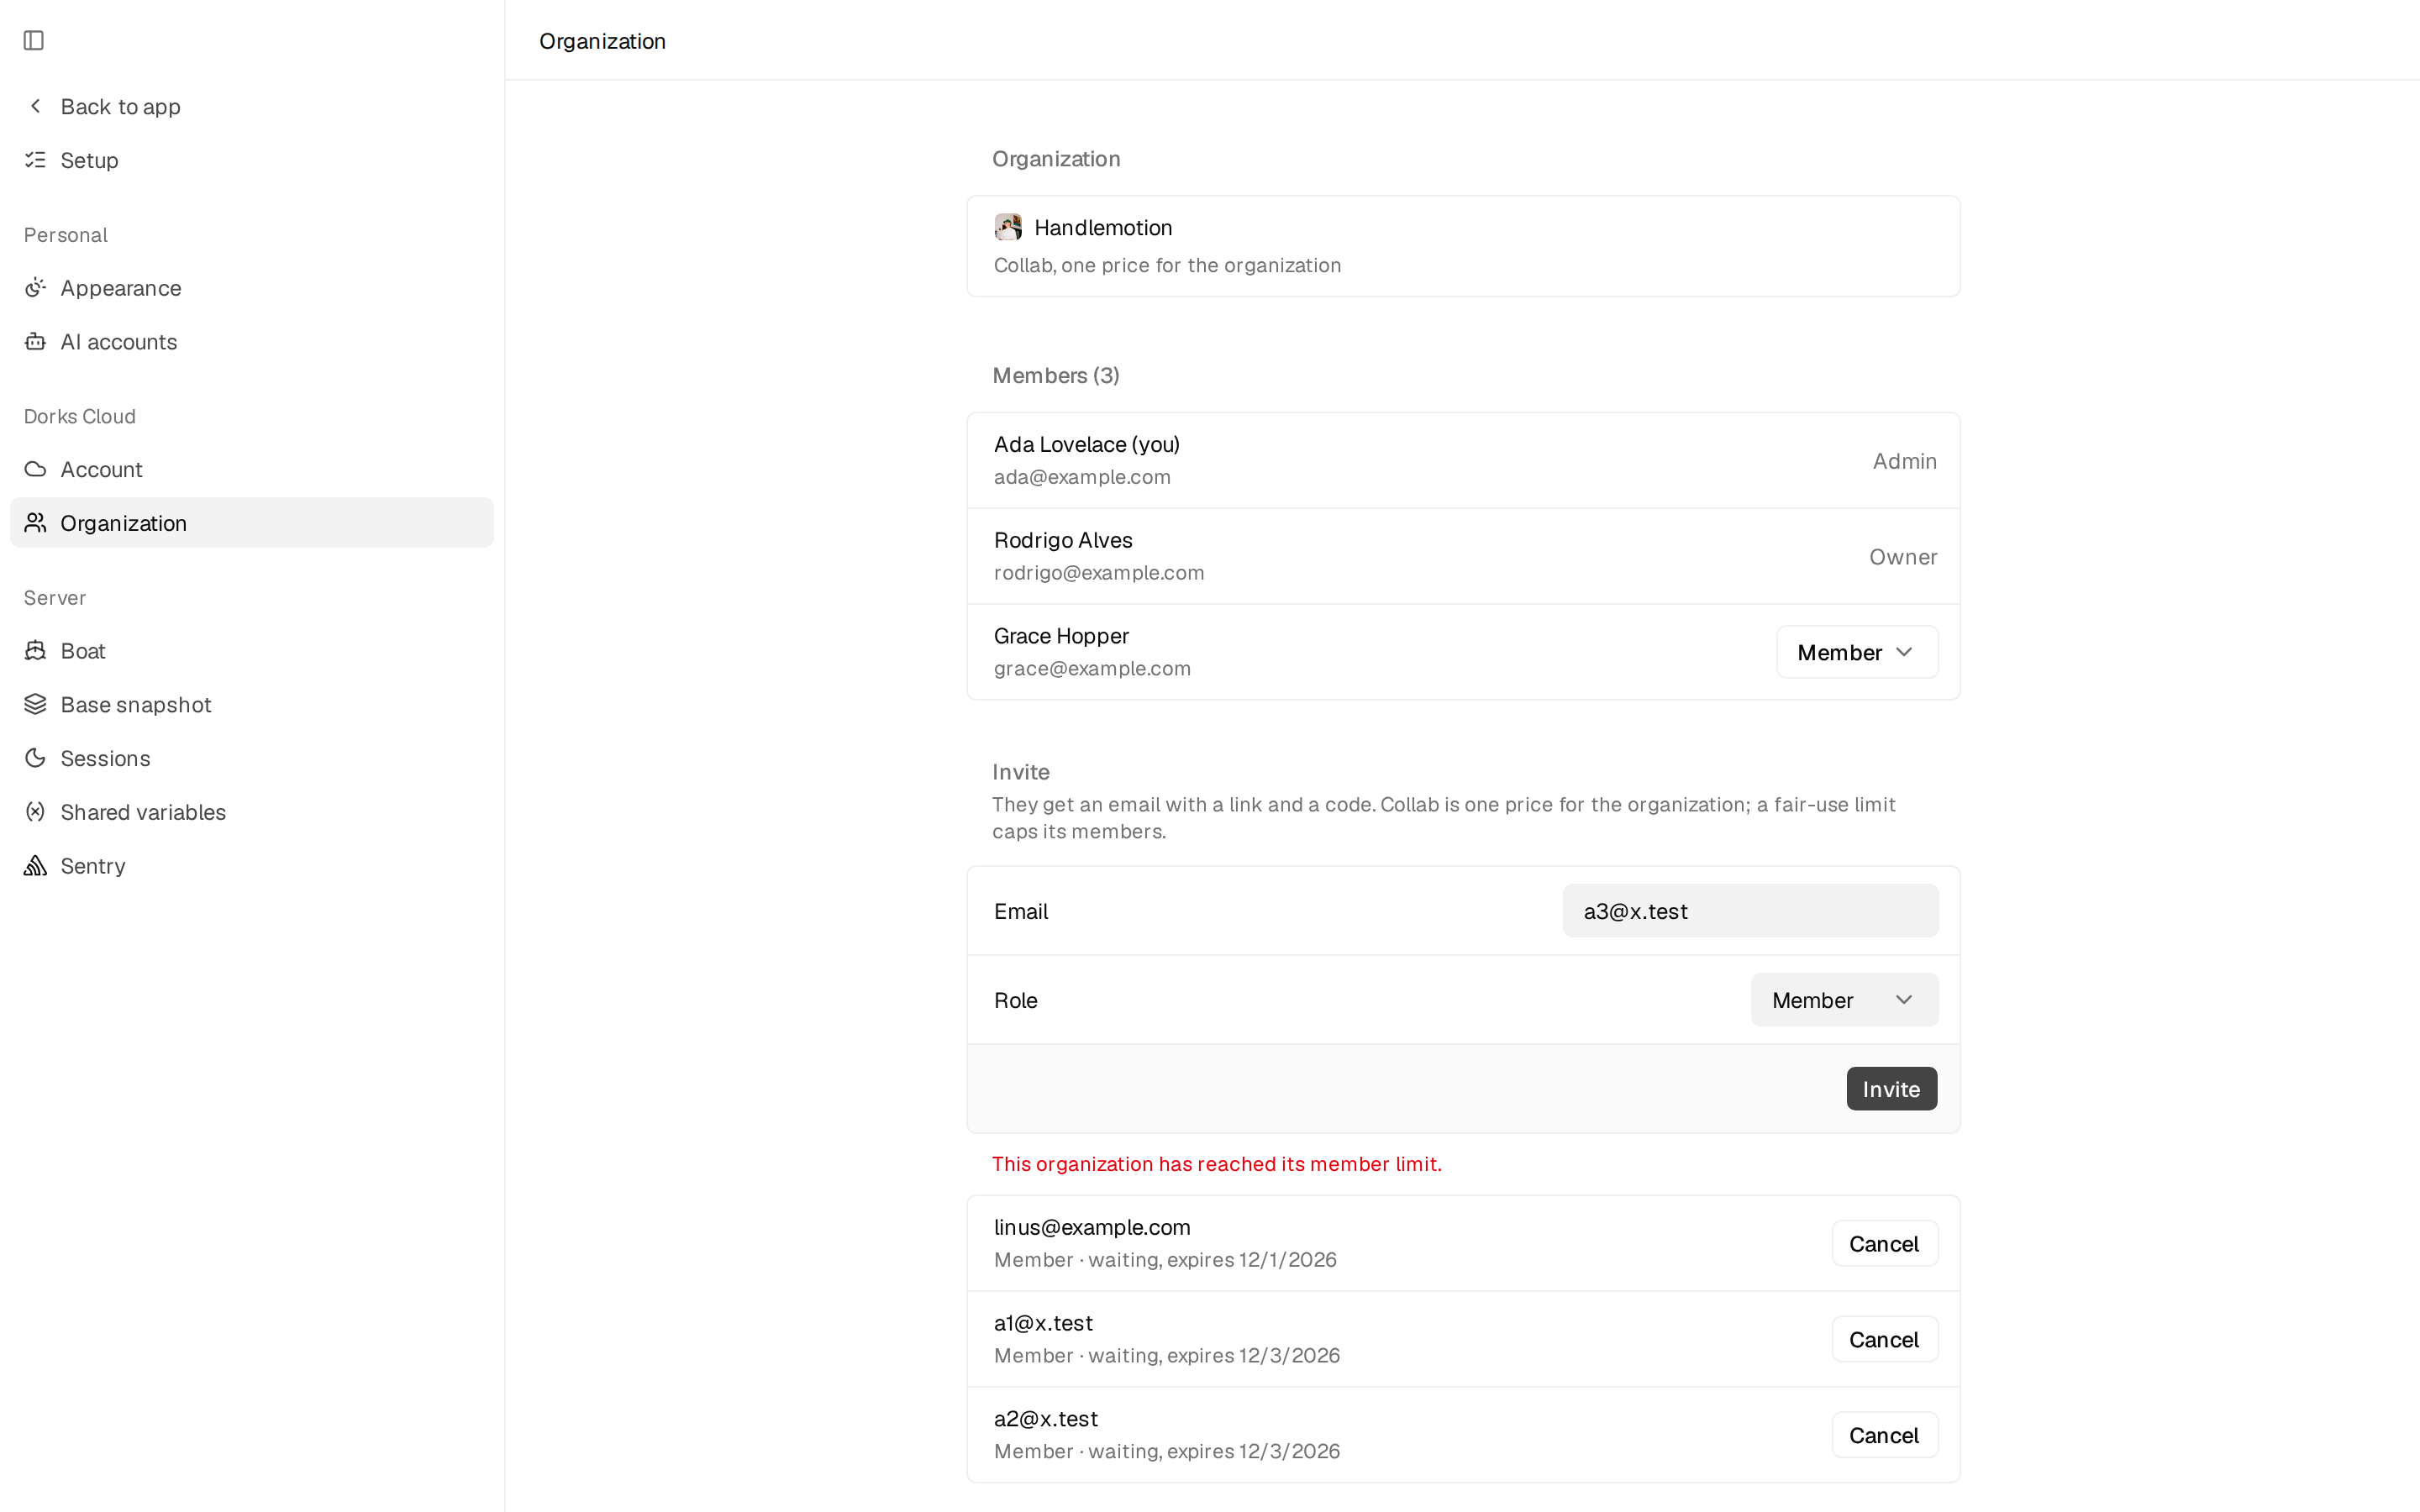 Organization
Back to app
Setup
Personal
Appearance
AI accounts
Dorks Cloud
Account
Organization
Server
Boat
Base snapshot
Sessions
Shared variables
Sentry
Organization
Handlemotion
Collab, one price for the organization
Members (3)
Ada Lovelace (you)
ada@example.com
Admin
Rodrigo Alves
rodrigo@example.com
Owner
Grace Hopper
grace@example.com
Member
Invite
They get an email with a link and a code. Collab is one price for the organization; a fair-use limit
caps its members.
Email
a3@x.test
Role
Member
Invite
This organization has reached its member limit.
linus@example.com
Member · waiting, expires 12/1/2026
Cancel
a1@x.test
Member · waiting, expires 12/3/2026
Cancel
a2@x.test
Member · waiting, expires 12/3/2026
Cancel